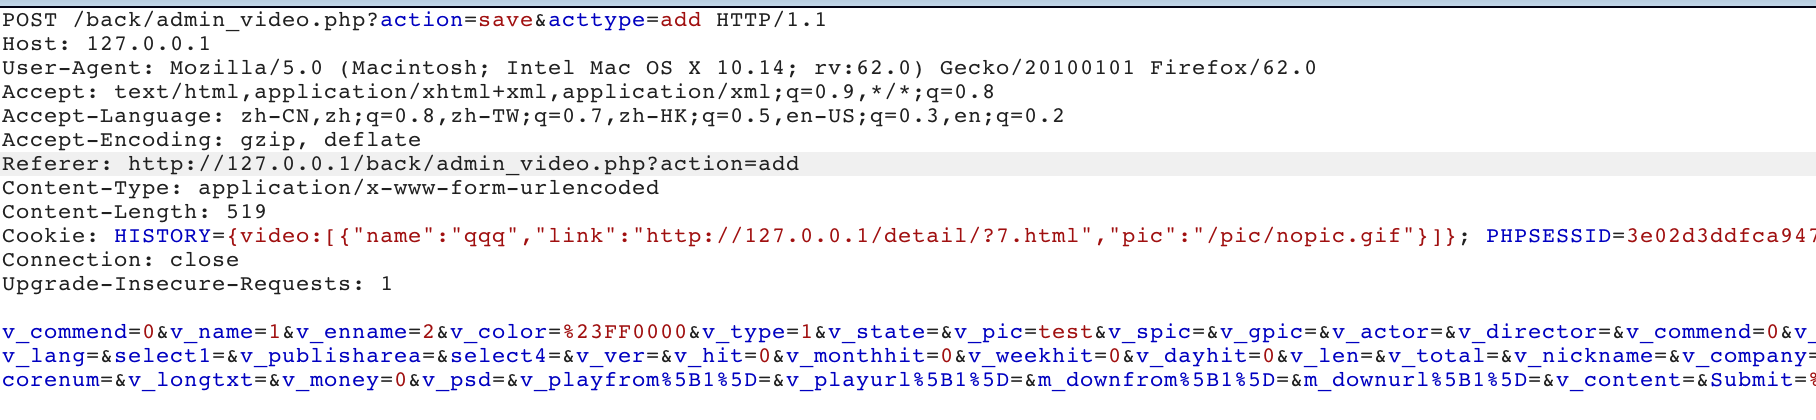 POST /back/admin_video.php?action=save&acttype=add HTTP/1.1
Host: 127.0.0.1
User-Agent: Mozilla/5.0 (Macintosh; Intel Mac OS X 10.14; rv:62.0) Gecko/20100101 Firefox/62.0
Accept: text/html,application/xhtml+xml,application/xml;q=0.9,*/*;q=0.8
Accept-Language: zh-CN,zh;q=0.8,zh-TW;q=0.7,zh-HK;q=0.5,en-US;q=0.3,en;q=0.2
Accept-Encoding: gzip, deflate
Referer: http://127.0.0.1/back/admin_video.php?action=add
Content-Type: application/x-www-form-urlencoded
Content-Length: 519
Cookie: HISTORY={video:[{"name":"qqq","link":"http://127.0.0.1/detail/?7.html","pic":"/pic/nopic.gif"}]}; PHPSESSID=3e02d3ddfca947
Connection: close
Upgrade-Insecure-Requests: 1
v_commend=0&v_name=1&v_enname=2&v_color=%23FF0000&v_type=1&v_state=&v_pic=test&v_spic=&v_gpic=&v_actor=&v_director=&v_commend=0&v_
v_lang=&select1=&v_publisharea=&select4=&v_ver=&v_hit=0&v_monthhit=0&v_weekhit=0&v_dayhit=0&v_len=&v_total=&v_nickname=&v_company=
corenum=&v_longtxt=&v_money=0&v_psd=&v_playfrom%5B1%5D=&v_playurl%5B1%5D=&m_downfrom%5B1%5D=&m_downurl%5B1%5D=&v_content=&Submit=%